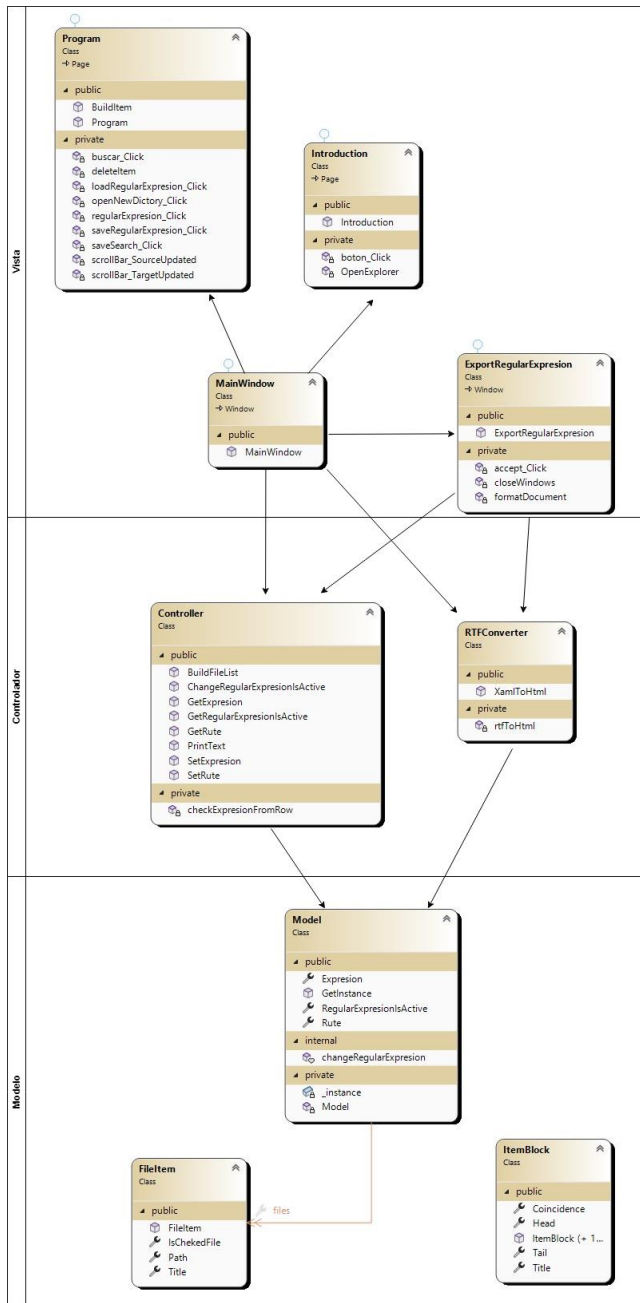 Vista
Program
Class
Page
public
BuildItem
Program
private
buscar_Click
deleteItem
loadRegularExpresion_Click
openNewDictory_Click
regularExpresion_Click
saveRegularExpresion_Click
saveSearch_Click
scrollBar_SourceUpdated
scrollBar_TargetUpdated
Introduction
Class
Page
public
Introduction
private
boton_Click
OpenExplorer
MainWindow
Class
Window
public
MainWindow
ExportRegularExpresion
Class
Window
public
ExportRegularExpresion
private
accept_Click
closeWindows
formatDocument
Controlador
Controller
Class
public
BuildFileList
ChangeRegularExpresionIsActive
GetExpresion
GetRegularExpresionIsActive
GetRute
PrintText
SetExpresion
SetRute
private
checkExpresionFromRow
RTFConverter
Class
public
XamlToHtml
private
rtfToHtml
Modelo
Model
Class
public
Expresion
GetInstance
RegularExpresionIsActive
Rute
internal
changeRegularExpresion
private
_instance
Model
files
FileItem
Class
public
FileItem
IsChekedFile
Path
Title
ItemBlock
Class
public
Coincidence
Head
ItemBlock (+ 1...
Tail
Title